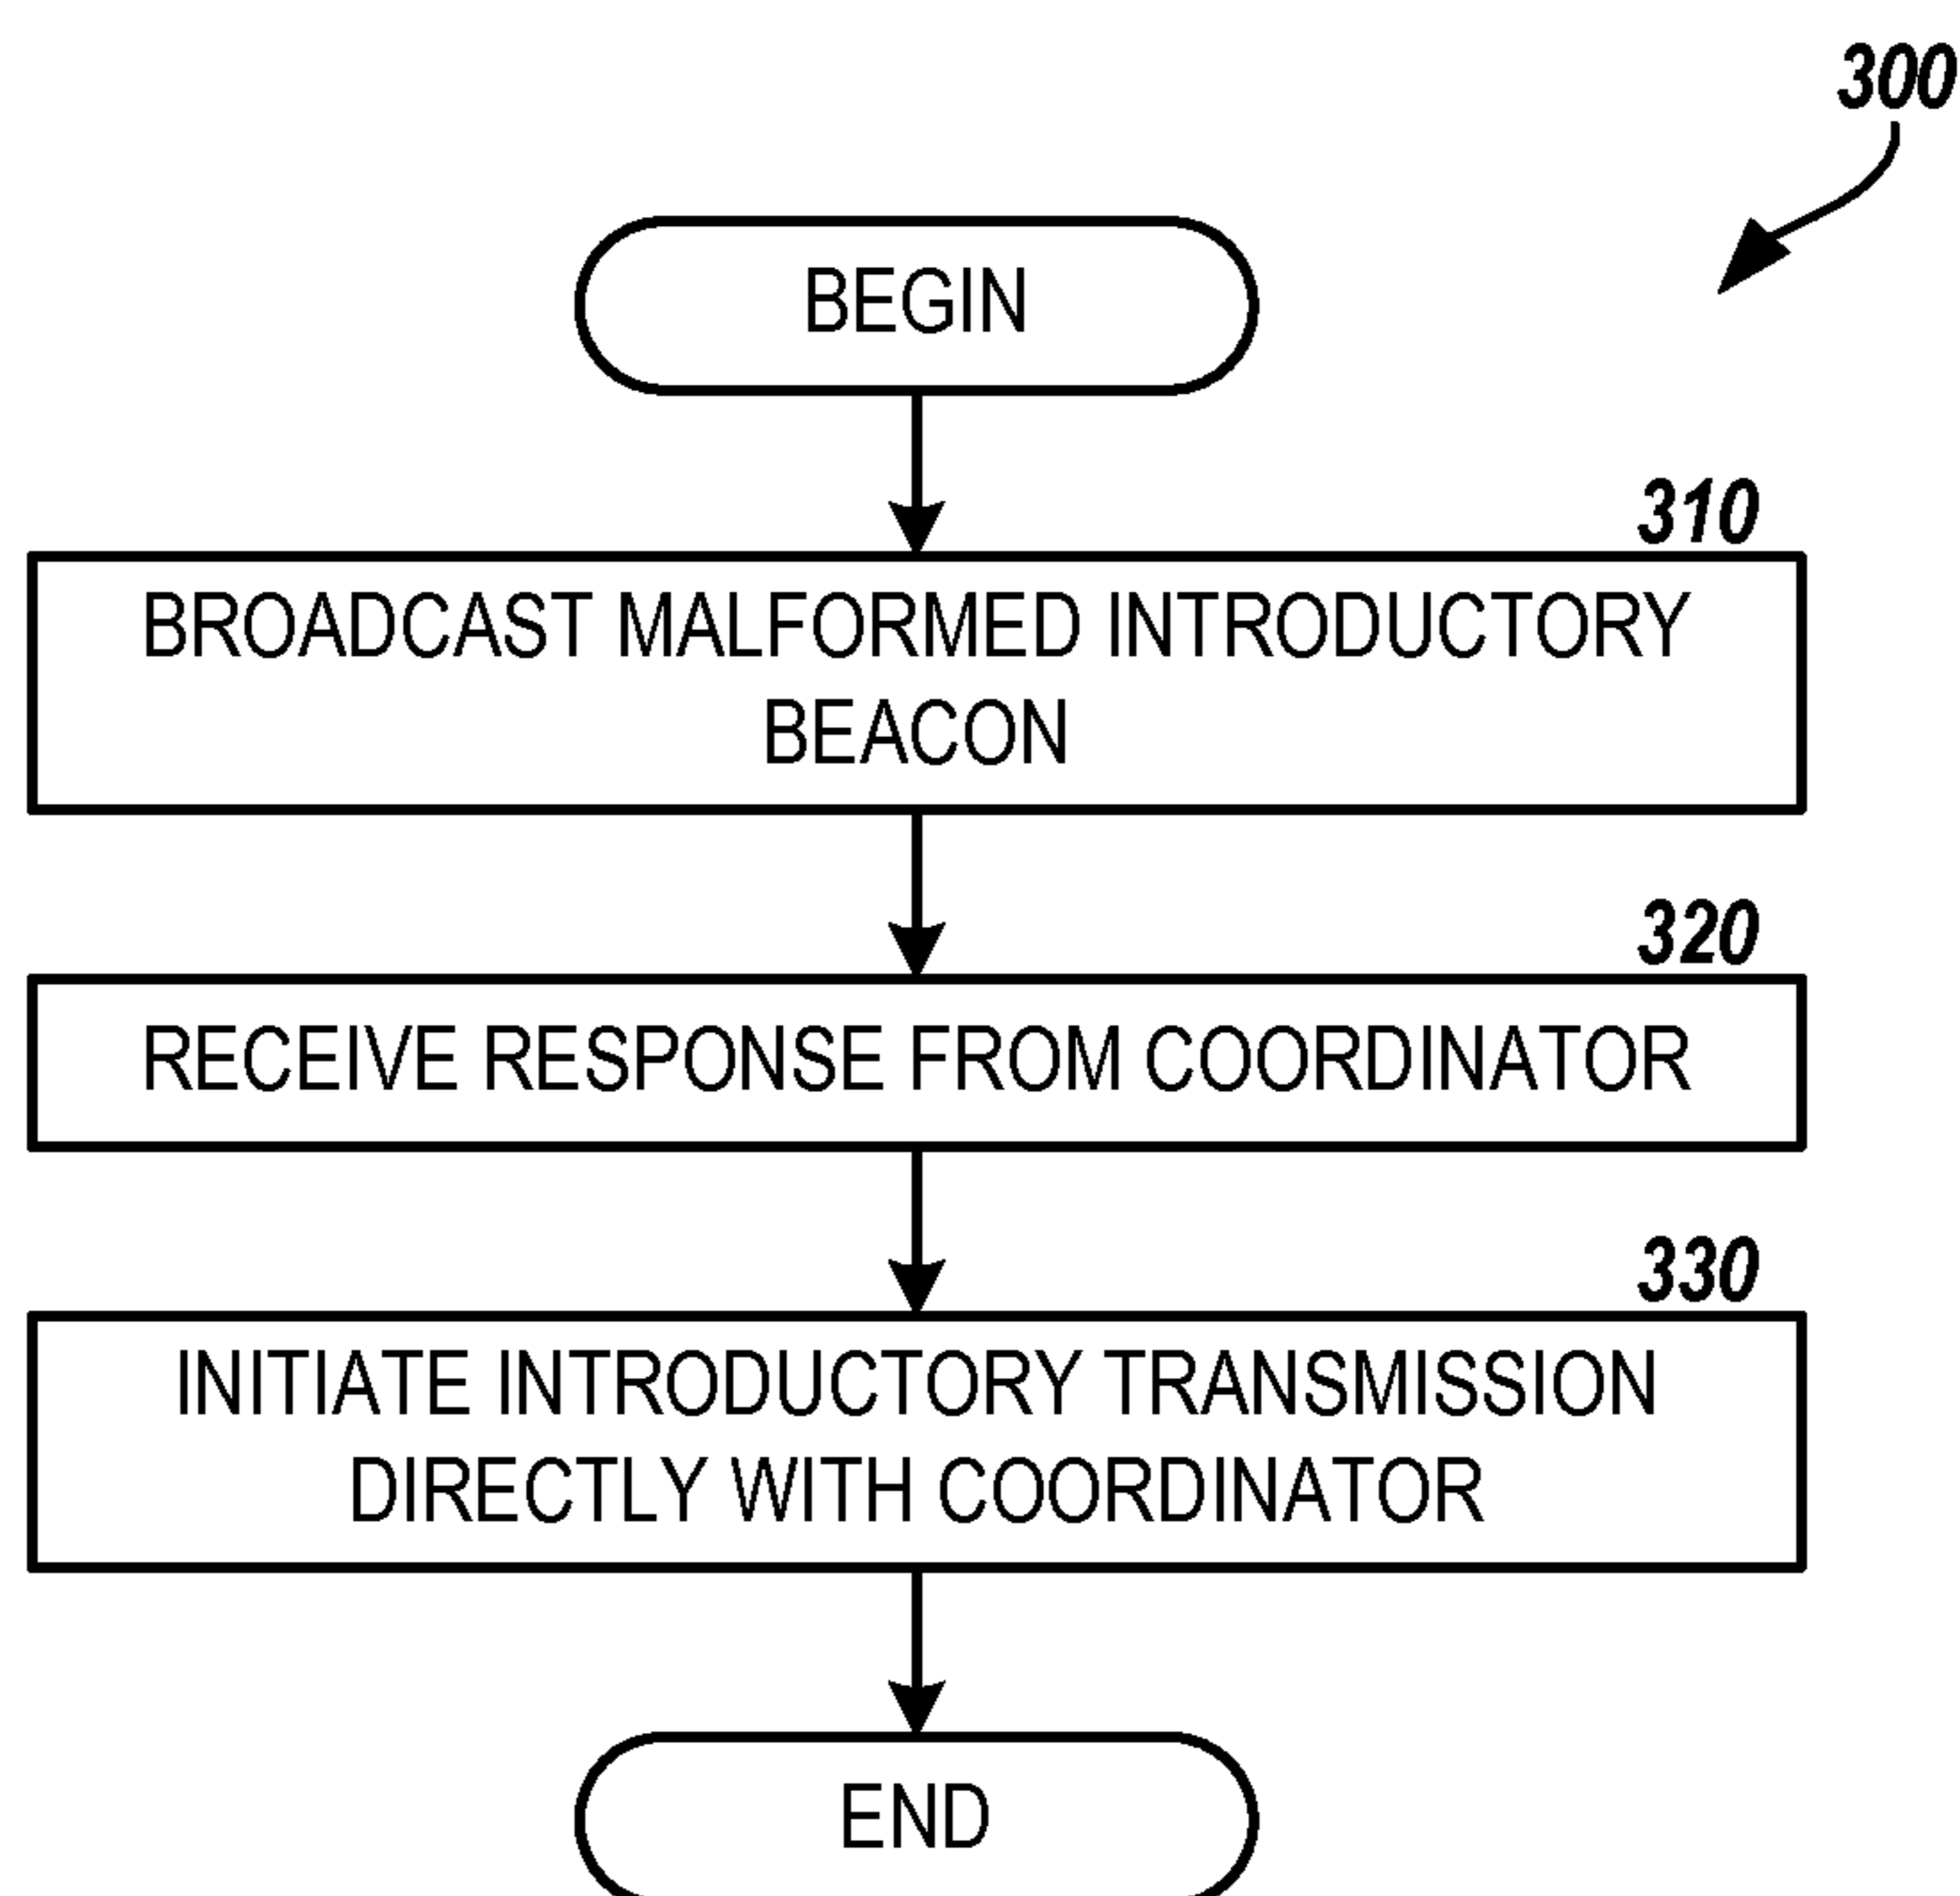 300
BEGIN
310
BROADCAST MALFORMED INTRODUCTORY
BEACON
320
RECEIVE RESPONSE FROM COORDINATOR
330
INITIATE INTRODUCTORY TRANSMISSION
DIRECTLY WITH COORDINATOR
END